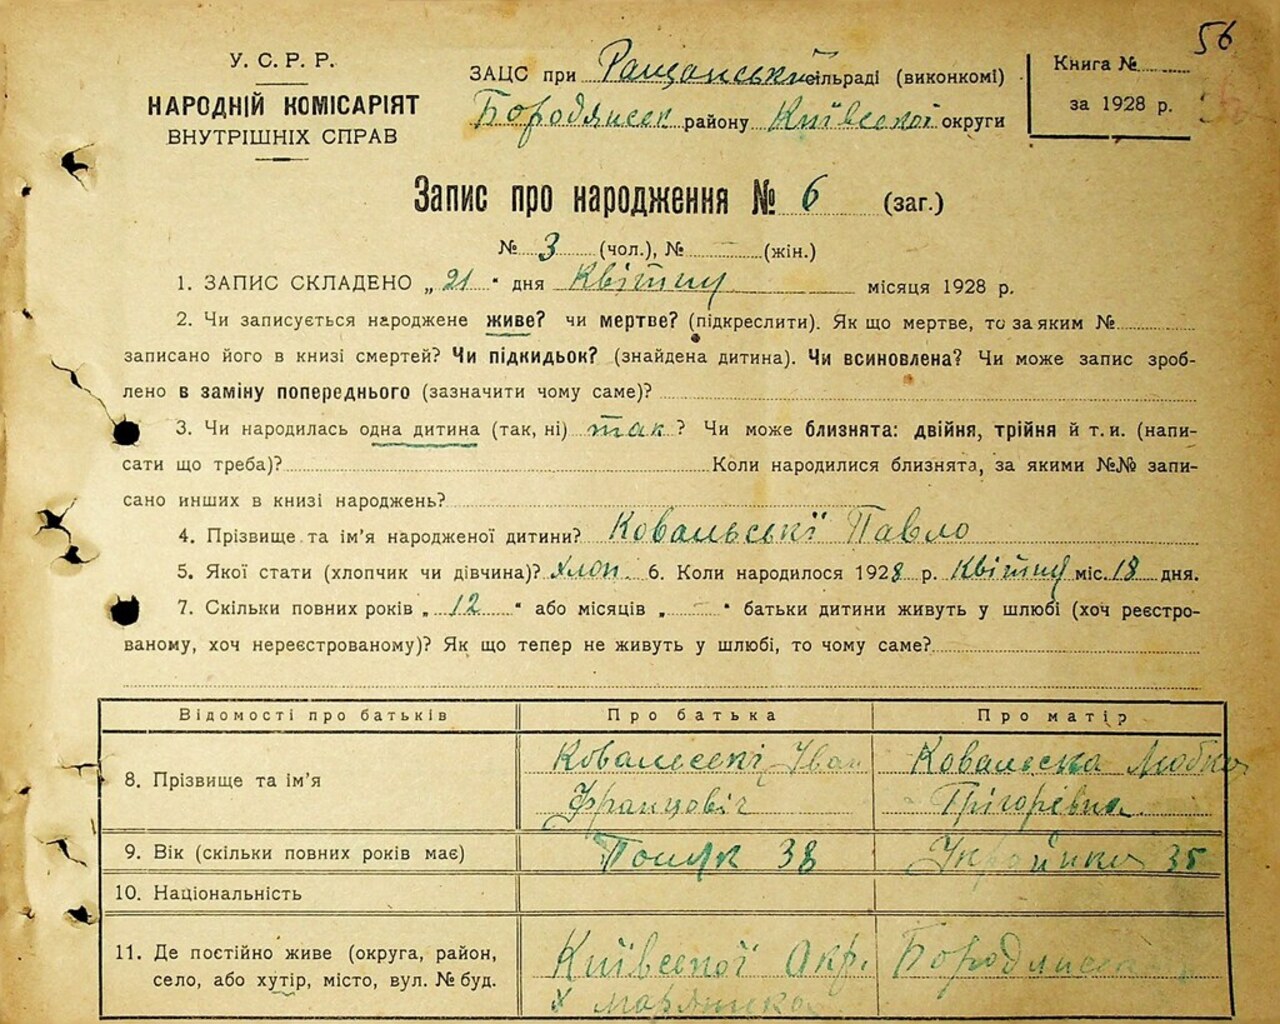 56
У. С. Р. Р.
НАРОДНІЙ КОМІСАРІЯТ
ВНУТРІШНІХ СПРАВ
ЗАЦС при Ращанській сільраді (виконкомі)
Бородянськ району Київської округи
Книга №
за 1928 р.
Запис про народження № 6 (заг.)
№ 3 (чол.), № — (жін.)
1. ЗАПИС СКЛАДЕНО „ 21 " дня Квітня місяця 1928 р.
2. Чи записується народжене живе? чи мертве? (підкреслити). Як що мертве, то за яким №
записано його в книзі смертей? Чи підкидьок? (знайдена дитина). Чи всиновлена? Чи може запис зроб-
лено в заміну попереднього (зазначити чому саме)?
3. Чи народилась одна дитина (так, ні) так ? Чи може близнята: двійня, трійня й т. и. (напи-
сати що треба)? Коли народилися близнята, за якими №№ запи-
сано инших в книзі народжень?
4. Прізвище та ім'я народженої дитини? Ковальські Павло
5. Якої стати (хлопчик чи дівчина)? хлоп. 6. Коли народилося 1928 р. Квітня міс. 18 дня.
7. Скільки повних років „ 12 " або місяців „ — " батьки дитини живуть у шлюбі (хоч реєстро-
ваному, хоч нереєстрованому)? Як що тепер не живуть у шлюбі, то чому саме?
Відомості про батьків Про батька Про матір
8. Прізвище та ім'я
Ковальські Іван
Францовіч
Ковальська Любка
Грігорівна
9. Вік (скільки повних років має) Поляк 38 Украйнка 35
10. Національність
11. Де постійно живе (округа, район,
село, або хутір, місто, вул. № буд.
Київської Окр. Бородянськ
х